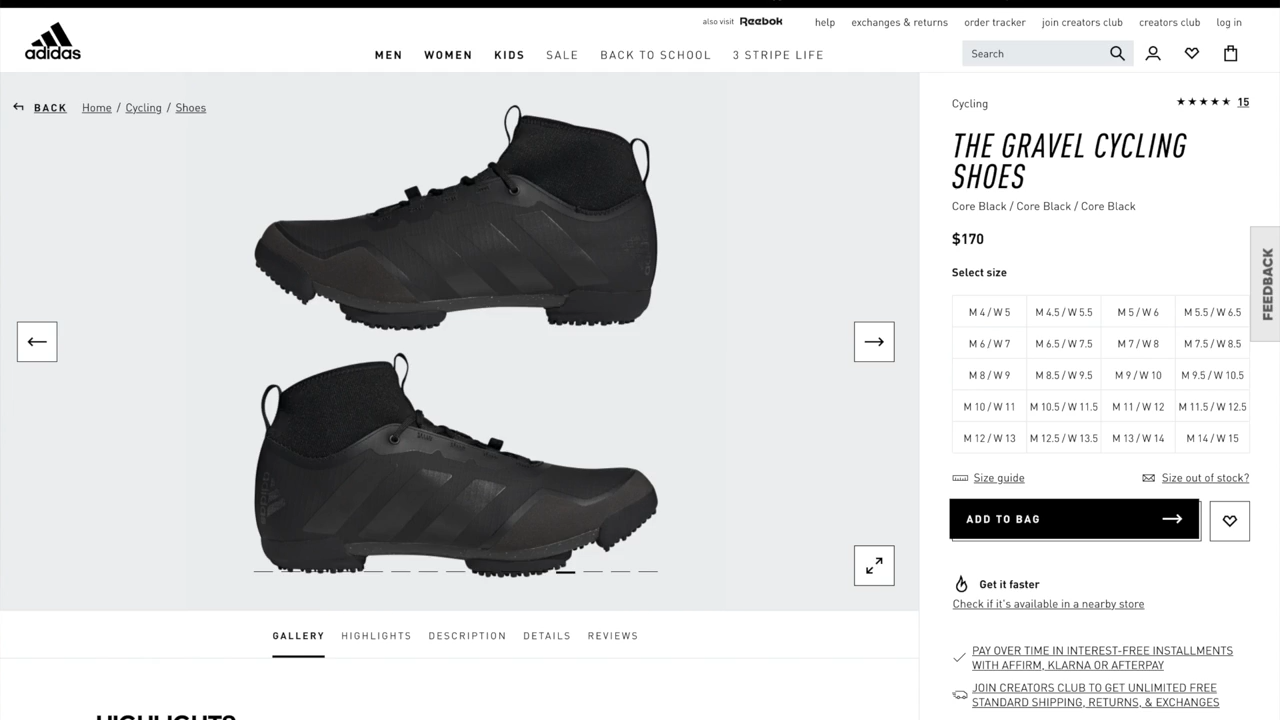 also visit Reebok help exchanges & returns order tracker join creators club creators club log in
adidas
MEN WOMEN KIDS SALE BACK TO SCHOOL 3 STRIPE LIFE
Search
BACK Home / Cycling / Shoes
Cycling
15
THE GRAVEL CYCLING
SHOES
Core Black / Core Black / Core Black
$170
Select size
M 4 / W 5 M 4.5 / W 5.5 M 5 / W 6 M 5.5 / W 6.5
M 6 / W 7 M 6.5 / W 7.5 M 7 / W 8 M 7.5 / W 8.5
M 8 / W 9 M 8.5 / W 9.5 M 9 / W 10 M 9.5 / W 10.5
M 10 / W 11 M 10.5 / W 11.5 M 11 / W 12 M 11.5 / W 12.5
M 12 / W 13 M 12.5 / W 13.5 M 13 / W 14 M 14 / W 15
Size guide Size out of stock?
ADD TO BAG
Get it faster
Check if it's available in a nearby store
PAY OVER TIME IN INTEREST-FREE INSTALLMENTS
WITH AFFIRM, KLARNA OR AFTERPAY
JOIN CREATORS CLUB TO GET UNLIMITED FREE
STANDARD SHIPPING, RETURNS, & EXCHANGES
FEEDBACK
GALLERY HIGHLIGHTS DESCRIPTION DETAILS REVIEWS
HIGHLIGHTS